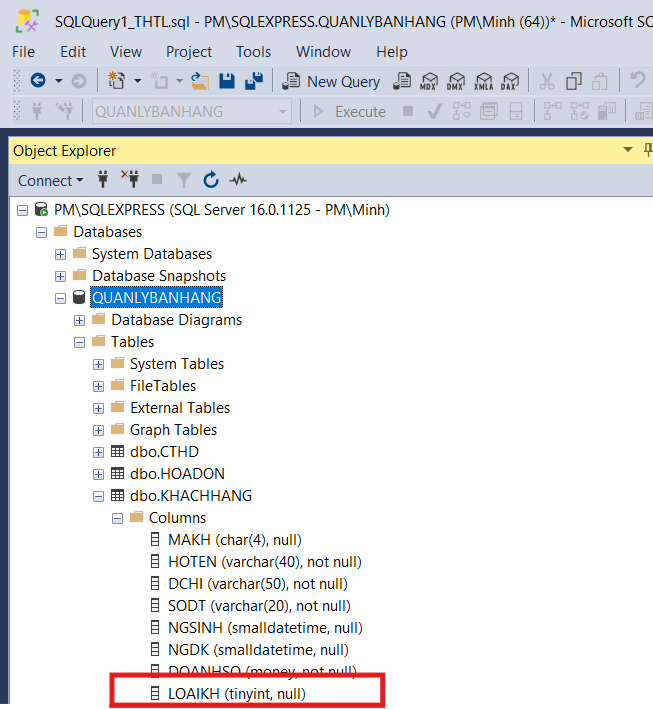 SQLQuery1_THTL.sql - PM\SQLEXPRESS.QUANLYBANHANG (PM\Minh (64))* - Microsoft SC
File Edit View Project Tools Window Help
New Query MDX DMX XMLA DAX
QUANLYBANHANG Execute
Object Explorer
Connect
PM\SQLEXPRESS (SQL Server 16.0.1125 - PM\Minh)
Databases
System Databases
Database Snapshots
QUANLYBANHANG
Database Diagrams
Tables
System Tables
FileTables
External Tables
Graph Tables
dbo.CTHD
dbo.HOADON
dbo.KHACHHANG
Columns
MAKH (char(4), null)
HOTEN (varchar(40), not null)
DCHI (varchar(50), not null)
SODT (varchar(20), not null)
NGSINH (smalldatetime, null)
NGDK (smalldatetime, null)
DOANHSO (money, not null)
LOAIKH (tinyint, null)